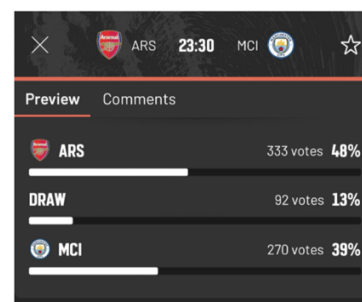 ARS 23:30 MCI
Preview Comments
ARS 333 votes 48%
DRAW 92 votes 13%
MCI 270 votes 39%